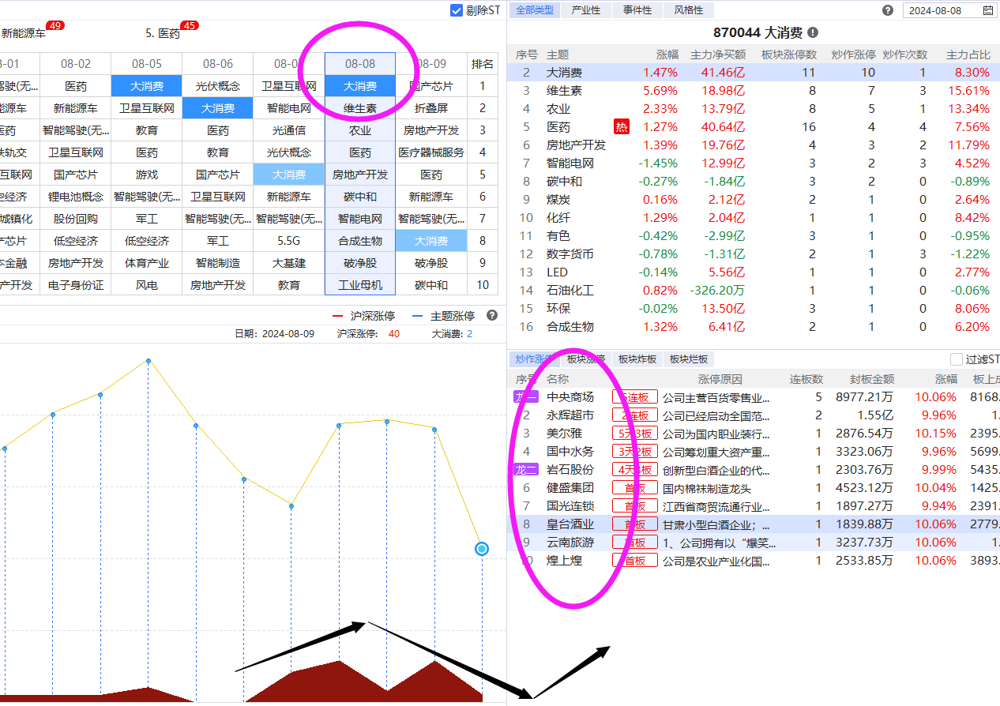 剔除ST
新能源车 49 5. 医药 45
08-02 08-05 08-06 08-08 08-09 排名
医药 大消费 光伏概念 卫星互联网 大消费 国产芯片 1
新能源车 卫星互联网 大消费 智能电网 维生素 折叠屏 2
医药 智能驾驶(无... 教育 医药 光通信 农业 房地产开发 3
轨交 卫星互联网 医药 教育 光伏概念 医药 医疗器械服务 4
互联网 国产芯片 游戏 国产芯片 大消费 房地产开发 医药 5
经济 锂电池概念 智能驾驶(无... 卫星互联网 新能源车 碳中和 新能源车 6
城镇化 股份回购 军工 智能驾驶(无... 智能驾驶(无... 智能电网 智能驾驶(无... 7
芯片 低空经济 低空经济 军工 5.5G 合成生物 大消费 8
金融 房地产开发 体育产业 智能制造 大基建 破净股 破净股 9
产开发 电子身份证 风电 房地产开发 教育 工业母机 碳中和 10
沪深涨停 主题涨停
日期: 2024-08-09 沪深涨停: 40 大消费: 2
全部类型 产业性 事件性 风格性 2024-08-08
870044 大消费
序号 主题 涨幅 主力净买额 板块涨停数 炒作涨停 炒作次数 主力占比
2 大消费 1.47% 41.46亿 11 10 1 8.30%
3 维生素 5.69% 18.98亿 8 7 3 15.61%
4 农业 2.33% 13.79亿 8 5 1 13.34%
5 医药 热 1.27% 40.64亿 16 4 4 7.56%
6 房地产开发 1.39% 19.76亿 4 3 2 11.79%
7 智能电网 -1.45% 12.99亿 3 2 3 4.52%
8 碳中和 -0.27% -1.84亿 3 2 0 -0.89%
9 煤炭 0.16% 2.12亿 2 1 0 2.64%
10 化纤 1.29% 2.04亿 1 1 0 8.42%
11 有色 -0.42% -2.99亿 3 1 0 -0.95%
12 数字货币 -0.78% -1.31亿 2 1 3 -1.22%
13 LED -0.14% 5.56亿 1 1 0 2.77%
14 石油化工 0.82% -326.20万 1 1 0 -0.06%
15 环保 -0.02% 13.50亿 3 1 0 8.06%
16 合成生物 1.32% 6.41亿 2 1 0 6.20%
炒作涨停 板块涨停 板块炸板 板块烂板 过滤ST
序号 名称 涨停原因 连板数 封板金额 涨幅 板上成
龙一 中央商场 5连板 公司主营百货零售业... 5 8977.21万 10.06% 8168.
2 永辉超市 2连板 公司已经启动全国范... 2 1.55亿 9.96% 1.
3 美尔雅 5天3板 公司为国内职业装行... 1 2876.54万 10.15% 2395.
4 国中水务 3天2板 公司筹划重大资产重... 1 3323.06万 9.96% 5699.
龙二 岩石股份 4天3板 创新型白酒企业的代... 1 2303.76万 9.99% 5435.
6 健盛集团 首板 国内棉袜制造龙头 1 4523.12万 10.04% 1425.
7 国光连锁 首板 江西省商贸流通行业... 1 1897.27万 9.94% 2391.
8 皇台酒业 首板 甘肃小型白酒企业；... 1 1839.88万 10.06% 2779.
9 云南旅游 首板 1、公司拥有以“爆笑... 1 3237.73万 10.06% 1.
10 煌上煌 首板 公司是农业产业化国... 1 2533.85万 10.06% 3893.